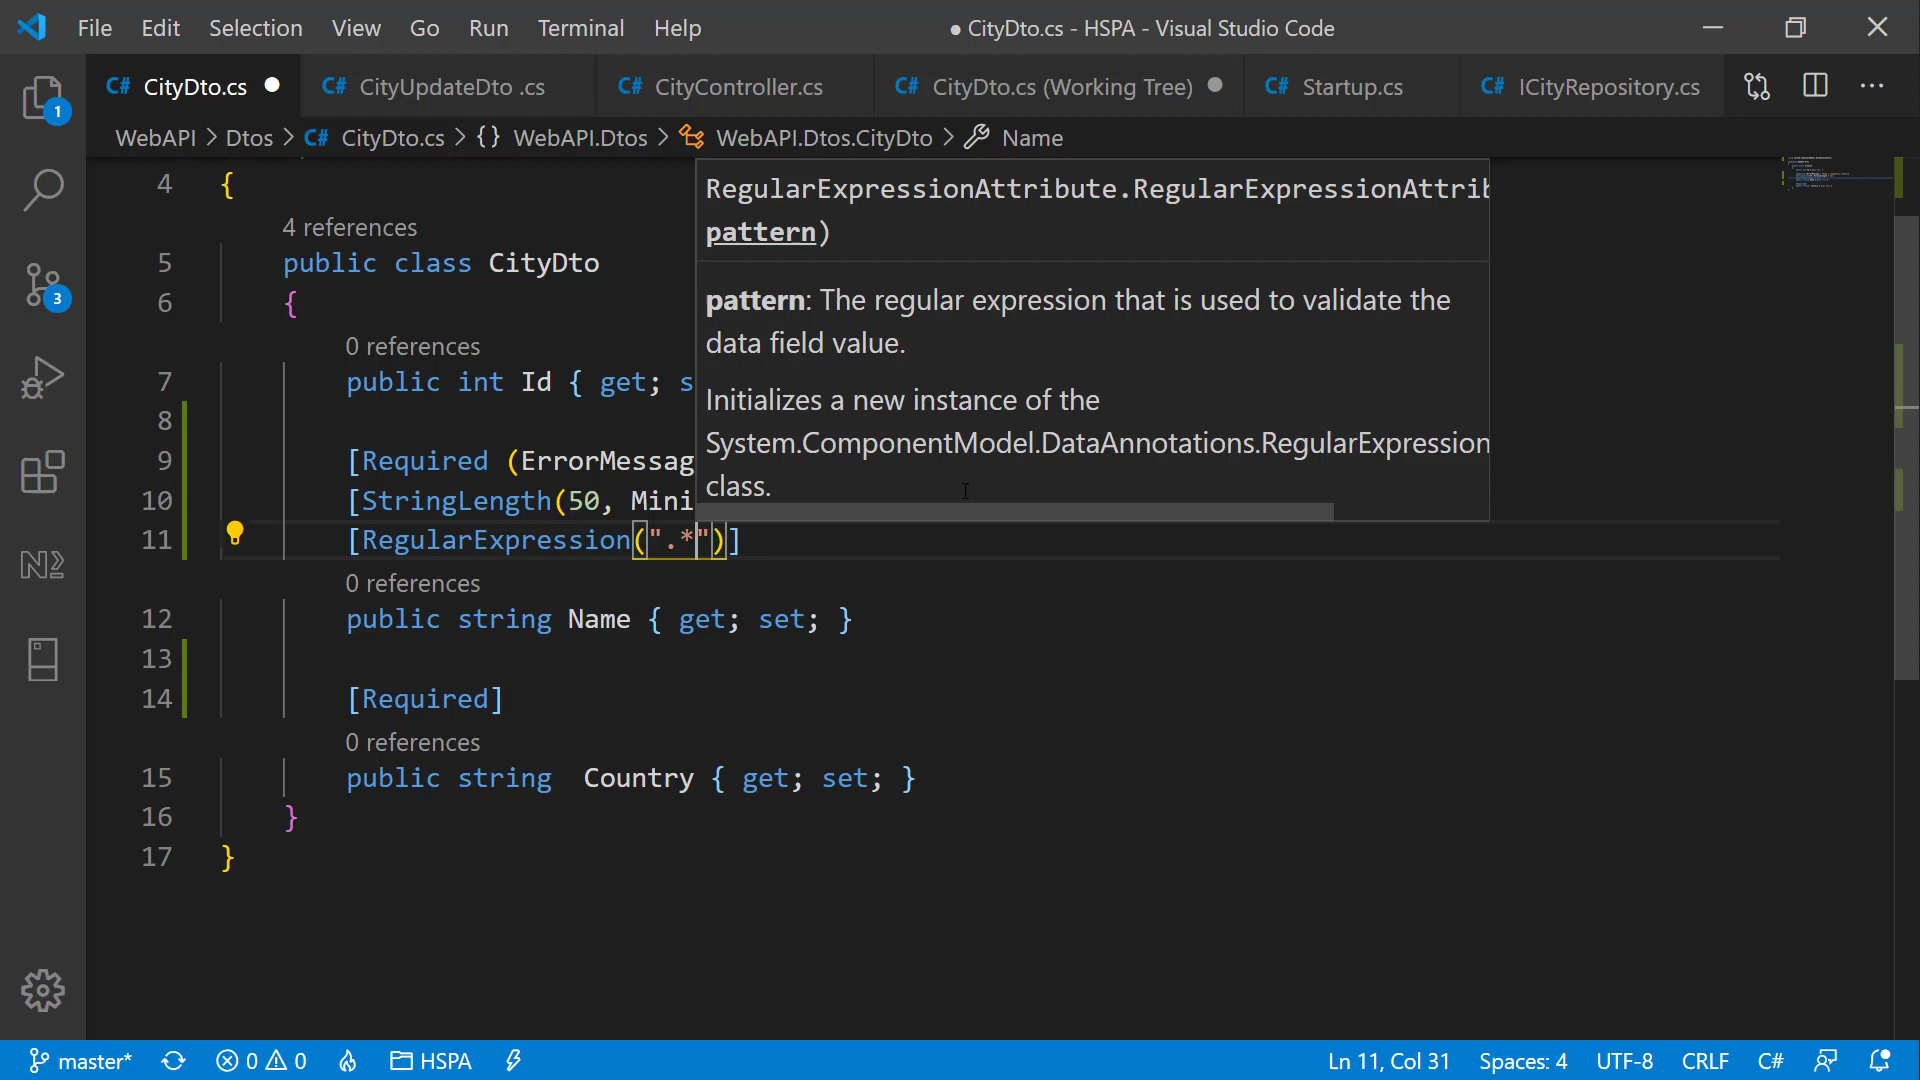 File Edit Selection View Go Run Terminal Help ● CityDto.cs - HSPA - Visual Studio Code
C# CityDto.cs ● C# CityUpdateDto .cs C# CityController.cs C# CityDto.cs (Working Tree) ● C# Startup.cs C# ICityRepository.cs
WebAPI > Dtos > C# CityDto.cs > {} WebAPI.Dtos > WebAPI.Dtos.CityDto > Name
1
3
4 {
4 references
5 public class CityDto
6 {
0 references
7 public int Id { get; s
8
9 [Required (ErrorMessag
10 [StringLength(50, Mini
11 [RegularExpression(".*")]
0 references
12 public string Name { get; set; }
13
14 [Required]
0 references
15 public string  Country { get; set; }
16 }
17 }
RegularExpressionAttribute.RegularExpressionAttrib
pattern)
pattern: The regular expression that is used to validate the
data field value.
Initializes a new instance of the
System.ComponentModel.DataAnnotations.RegularExpression
class.
master* 0 0 HSPA Ln 11, Col 31 Spaces: 4 UTF-8 CRLF C#